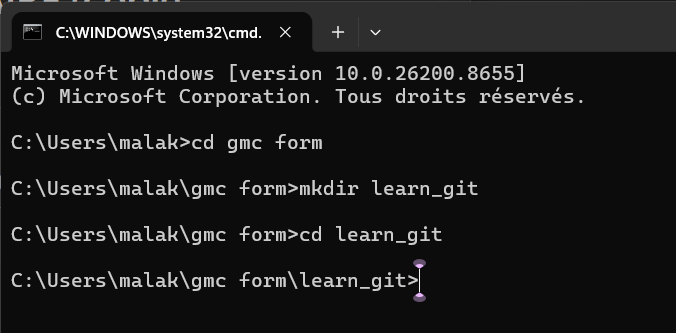 C:\WINDOWS\system32\cmd.
Microsoft Windows [version 10.0.26200.8655]
(c) Microsoft Corporation. Tous droits réservés.
C:\Users\malak>cd gmc form
C:\Users\malak\gmc form>mkdir learn_git
C:\Users\malak\gmc form>cd learn_git
C:\Users\malak\gmc form\learn_git>